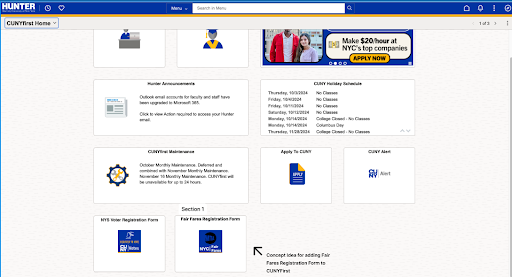 HUNTER
Menu
Search in Menu
CUNYfirst Home
1 of 3
Make $20/hour at
NYC's top companies
APPLY NOW
Hunter Announcements
Outlook email accounts for faculty and staff have
been upgraded to Microsoft 365.
Click to view Action required to access your Hunter
email
CUNY Holiday Schedule
Thursday, 10/3/2024 No Classes
Friday, 10/4/2024 No Classes
Friday, 10/11/2024 No Classes
Saturday, 10/12/2024 No Classes
Monday, 10/14/2024 College Closed - No Classes
Monday, 10/14/2024 Columbus Day
Thursday, 11/28/2024 College Closed - No Classes
CUNYfirst Maintenance
October Monthly Maintenance. Deferred and
combined with November Monthly Maintenance.
November 16 Monthly Maintenance. CUNYfirst will
be unavailable for up to 24 hours.
Apply To CUNY
APPLY
CUNY Alert
Alert
Section 1
NYS Voter Registration Form
Fair Fares Registration Form
NYC
Fair
Fares
Concept idea for adding Fair
Fares Registration Form to
CUNYFirst